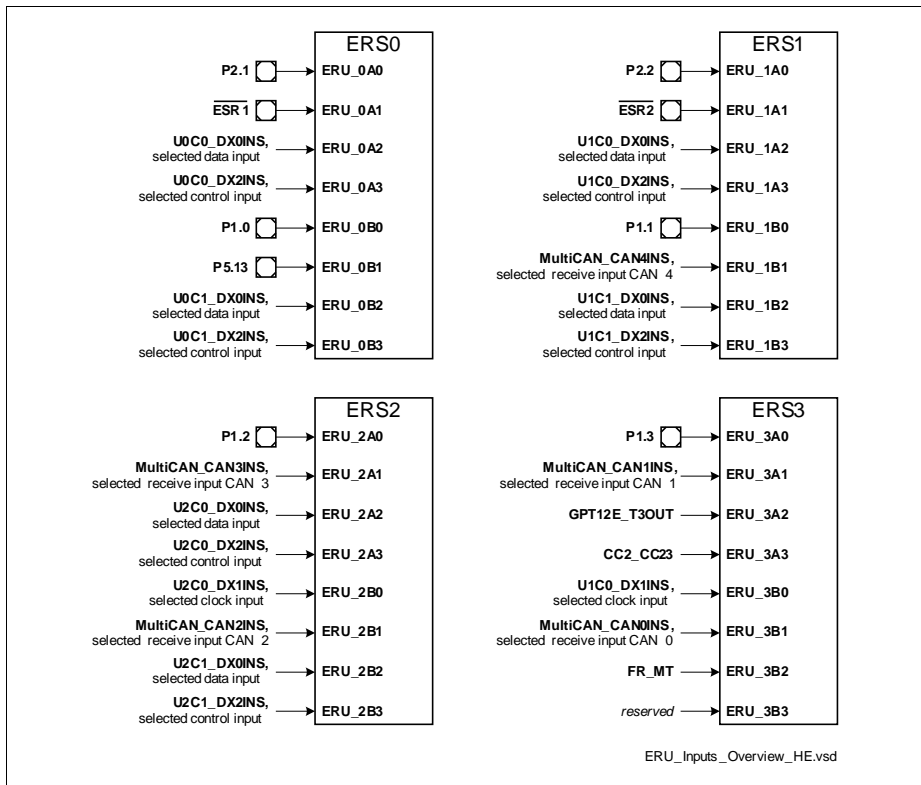 ERS0
P2.1 ERU_0A0
ESR1 ERU_0A1
U0C0_DX0INS,
selected data input ERU_0A2
U0C0_DX2INS,
selected control input ERU_0A3
P1.0 ERU_0B0
P5.13 ERU_0B1
U0C1_DX0INS,
selected data input ERU_0B2
U0C1_DX2INS,
selected control input ERU_0B3
ERS1
P2.2 ERU_1A0
ESR2 ERU_1A1
U1C0_DX0INS,
selected data input ERU_1A2
U1C0_DX2INS,
selected control input ERU_1A3
P1.1 ERU_1B0
MultiCAN_CAN4INS,
selected receive input CAN 4 ERU_1B1
U1C1_DX0INS,
selected data input ERU_1B2
U1C1_DX2INS,
selected control input ERU_1B3
ERS2
P1.2 ERU_2A0
MultiCAN_CAN3INS,
selected receive input CAN 3 ERU_2A1
U2C0_DX0INS,
selected data input ERU_2A2
U2C0_DX2INS,
selected control input ERU_2A3
U2C0_DX1INS,
selected clock input ERU_2B0
MultiCAN_CAN2INS,
selected receive input CAN 2 ERU_2B1
U2C1_DX0INS,
selected data input ERU_2B2
U2C1_DX2INS,
selected control input ERU_2B3
ERS3
P1.3 ERU_3A0
MultiCAN_CAN1INS,
selected receive input CAN 1 ERU_3A1
GPT12E_T3OUT ERU_3A2
CC2_CC23 ERU_3A3
U1C0_DX1INS,
selected clock input ERU_3B0
MultiCAN_CAN0INS,
selected receive input CAN 0 ERU_3B1
FR_MT ERU_3B2
reserved ERU_3B3
ERU_Inputs_Overview_HE.vsd